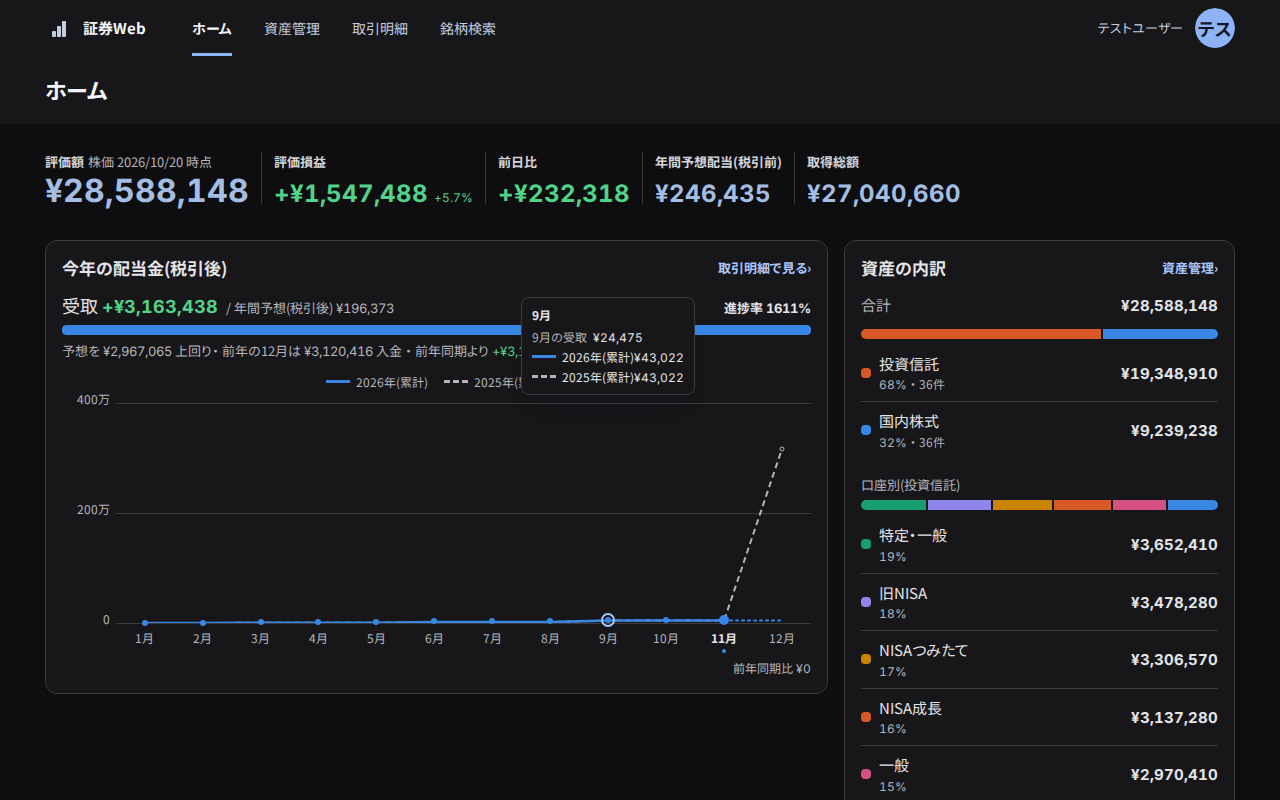 証券Web
ホーム
資産管理
取引明細
銘柄検索
テストユーザー
テス
ホーム
評価額 株価 2026/10/20 時点
¥28,588,148
評価損益
+¥1,547,488 +5.7%
前日比
+¥232,318
年間予想配当(税引前)
¥246,435
取得総額
¥27,040,660
今年の配当金(税引後)
取引明細で見る›
受取 +¥3,163,438 / 年間予想(税引後) ¥196,373
進捗率 1611%
予想を ¥2,967,065 上回り・前年の12月は ¥3,120,416 入金・前年同期より
9月
9月の受取 ¥24,475
2026年(累計)¥43,022
2025年(累計)¥43,022
2026年(累計)
400万
200万
0
1月
2月
3月
4月
5月
6月
7月
8月
9月
10月
11月
12月
前年同期比 ¥0
資産の内訳
資産管理›
合計
¥28,588,148
投資信託
68%・36件
¥19,348,910
国内株式
32%・36件
¥9,239,238
口座別(投資信託)
特定・一般
19%
¥3,652,410
旧NISA
18%
¥3,478,280
NISAつみたて
17%
¥3,306,570
NISA成長
16%
¥3,137,280
一般
15%
¥2,970,410